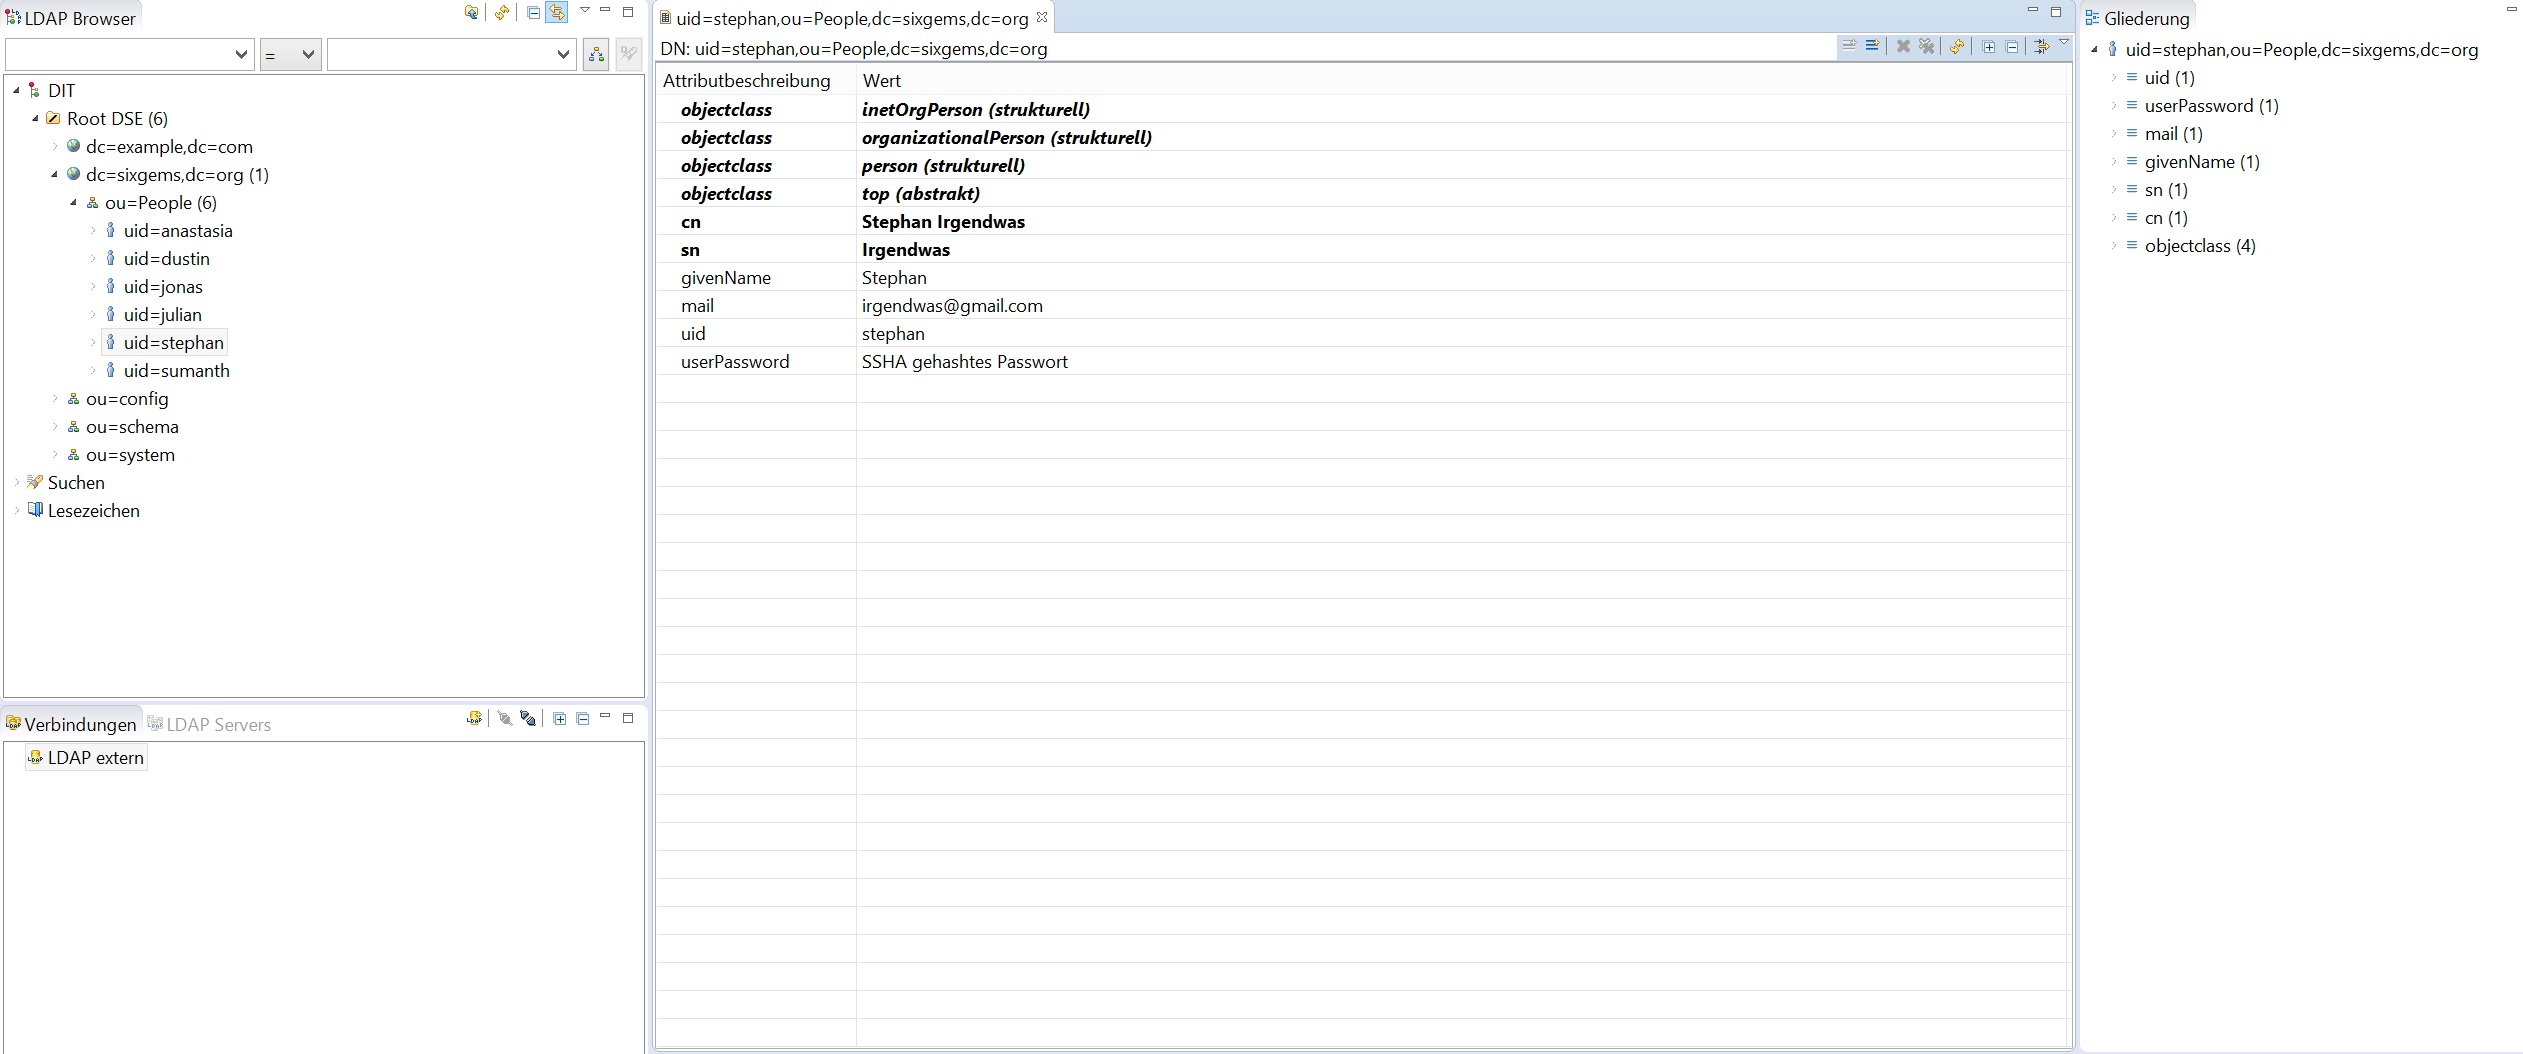 LDAP Browser
=
DIT
Root DSE (6)
dc=example,dc=com
dc=sixgems,dc=org (1)
ou=People (6)
uid=anastasia
uid=dustin
uid=jonas
uid=julian
uid=stephan
uid=sumanth
ou=config
ou=schema
ou=system
Suchen
Lesezeichen
Verbindungen LDAP Servers
LDAP extern
uid=stephan,ou=People,dc=sixgems,dc=org
DN: uid=stephan,ou=People,dc=sixgems,dc=org
Attributbeschreibung Wert
objectclass inetOrgPerson (strukturell)
objectclass organizationalPerson (strukturell)
objectclass person (strukturell)
objectclass top (abstrakt)
cn Stephan Irgendwas
sn Irgendwas
givenName Stephan
mail irgendwas@gmail.com
uid stephan
userPassword SSHA gehashtes Passwort
Gliederung
uid=stephan,ou=People,dc=sixgems,dc=org
uid (1)
userPassword (1)
mail (1)
givenName (1)
sn (1)
cn (1)
objectclass (4)